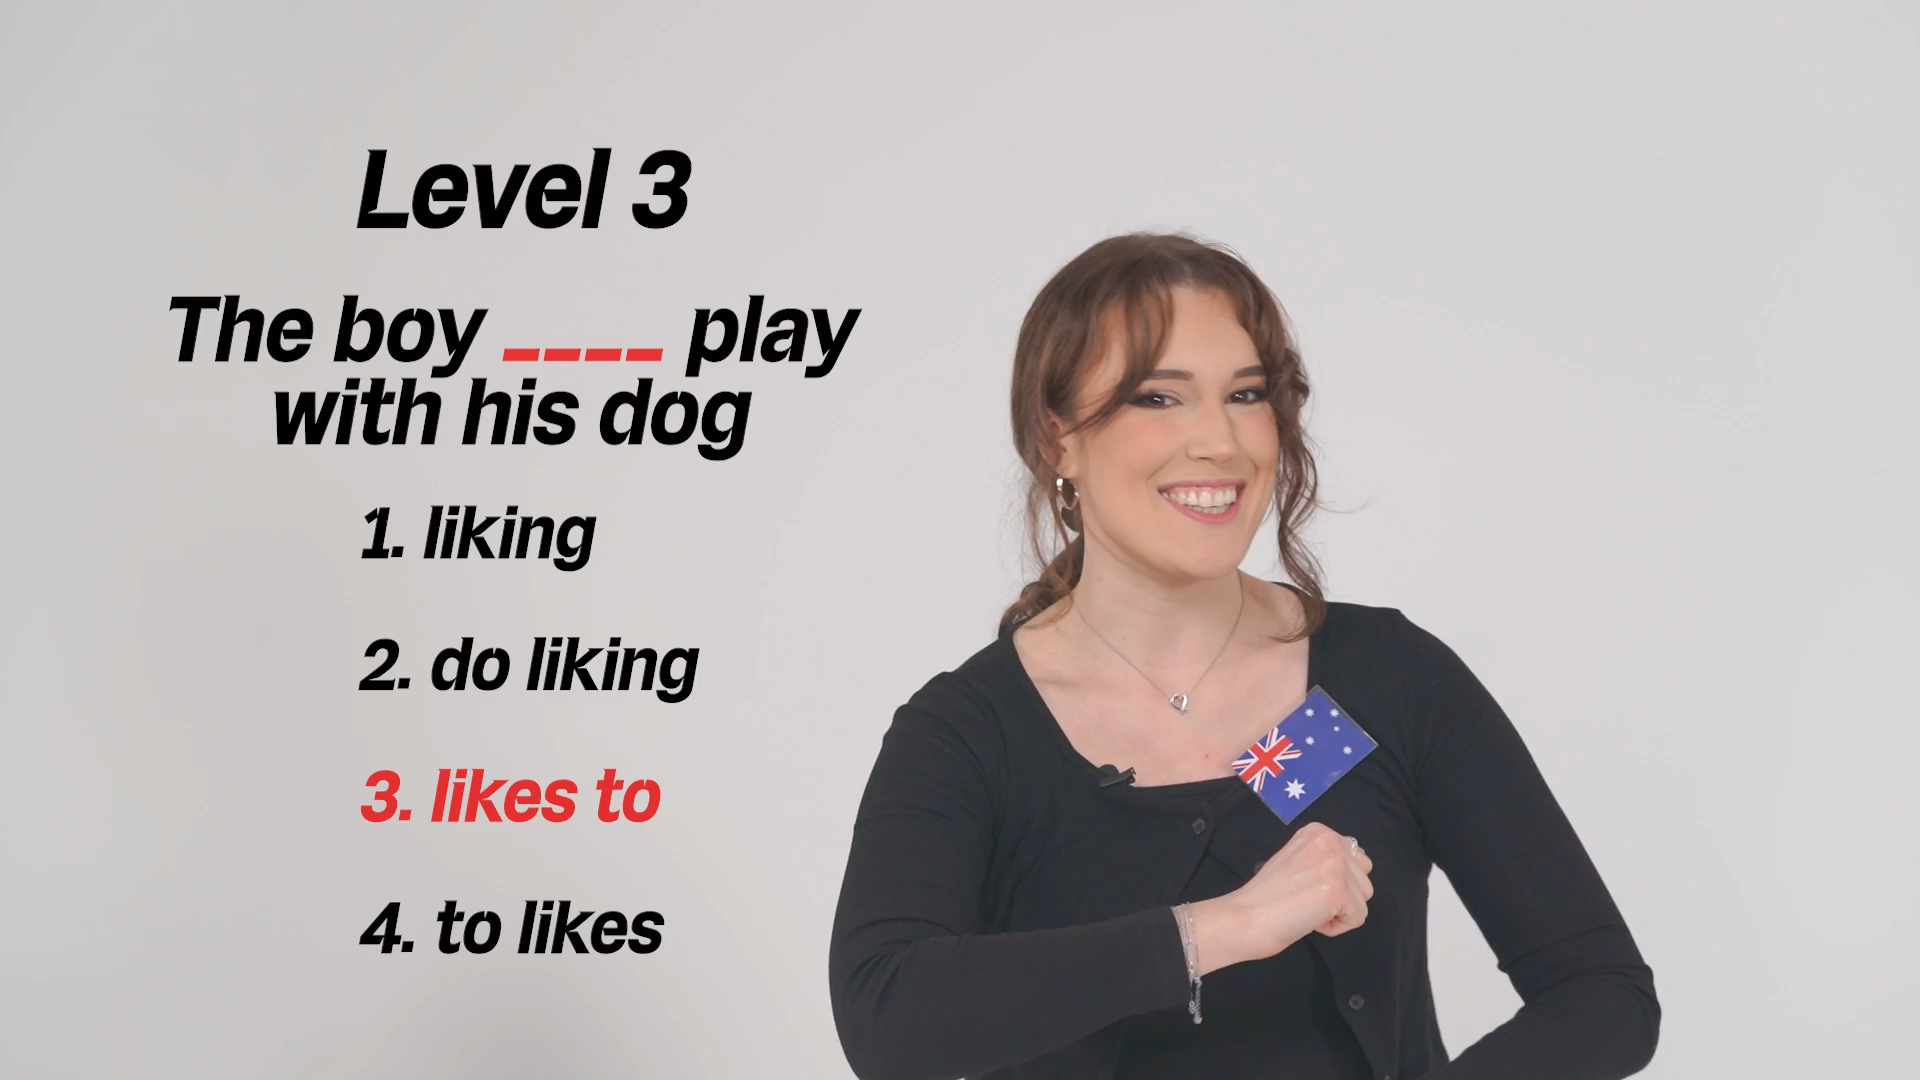 Level 3
The boy ____ play
with his dog
1. liking
2. do liking
3. likes to
4. to likes